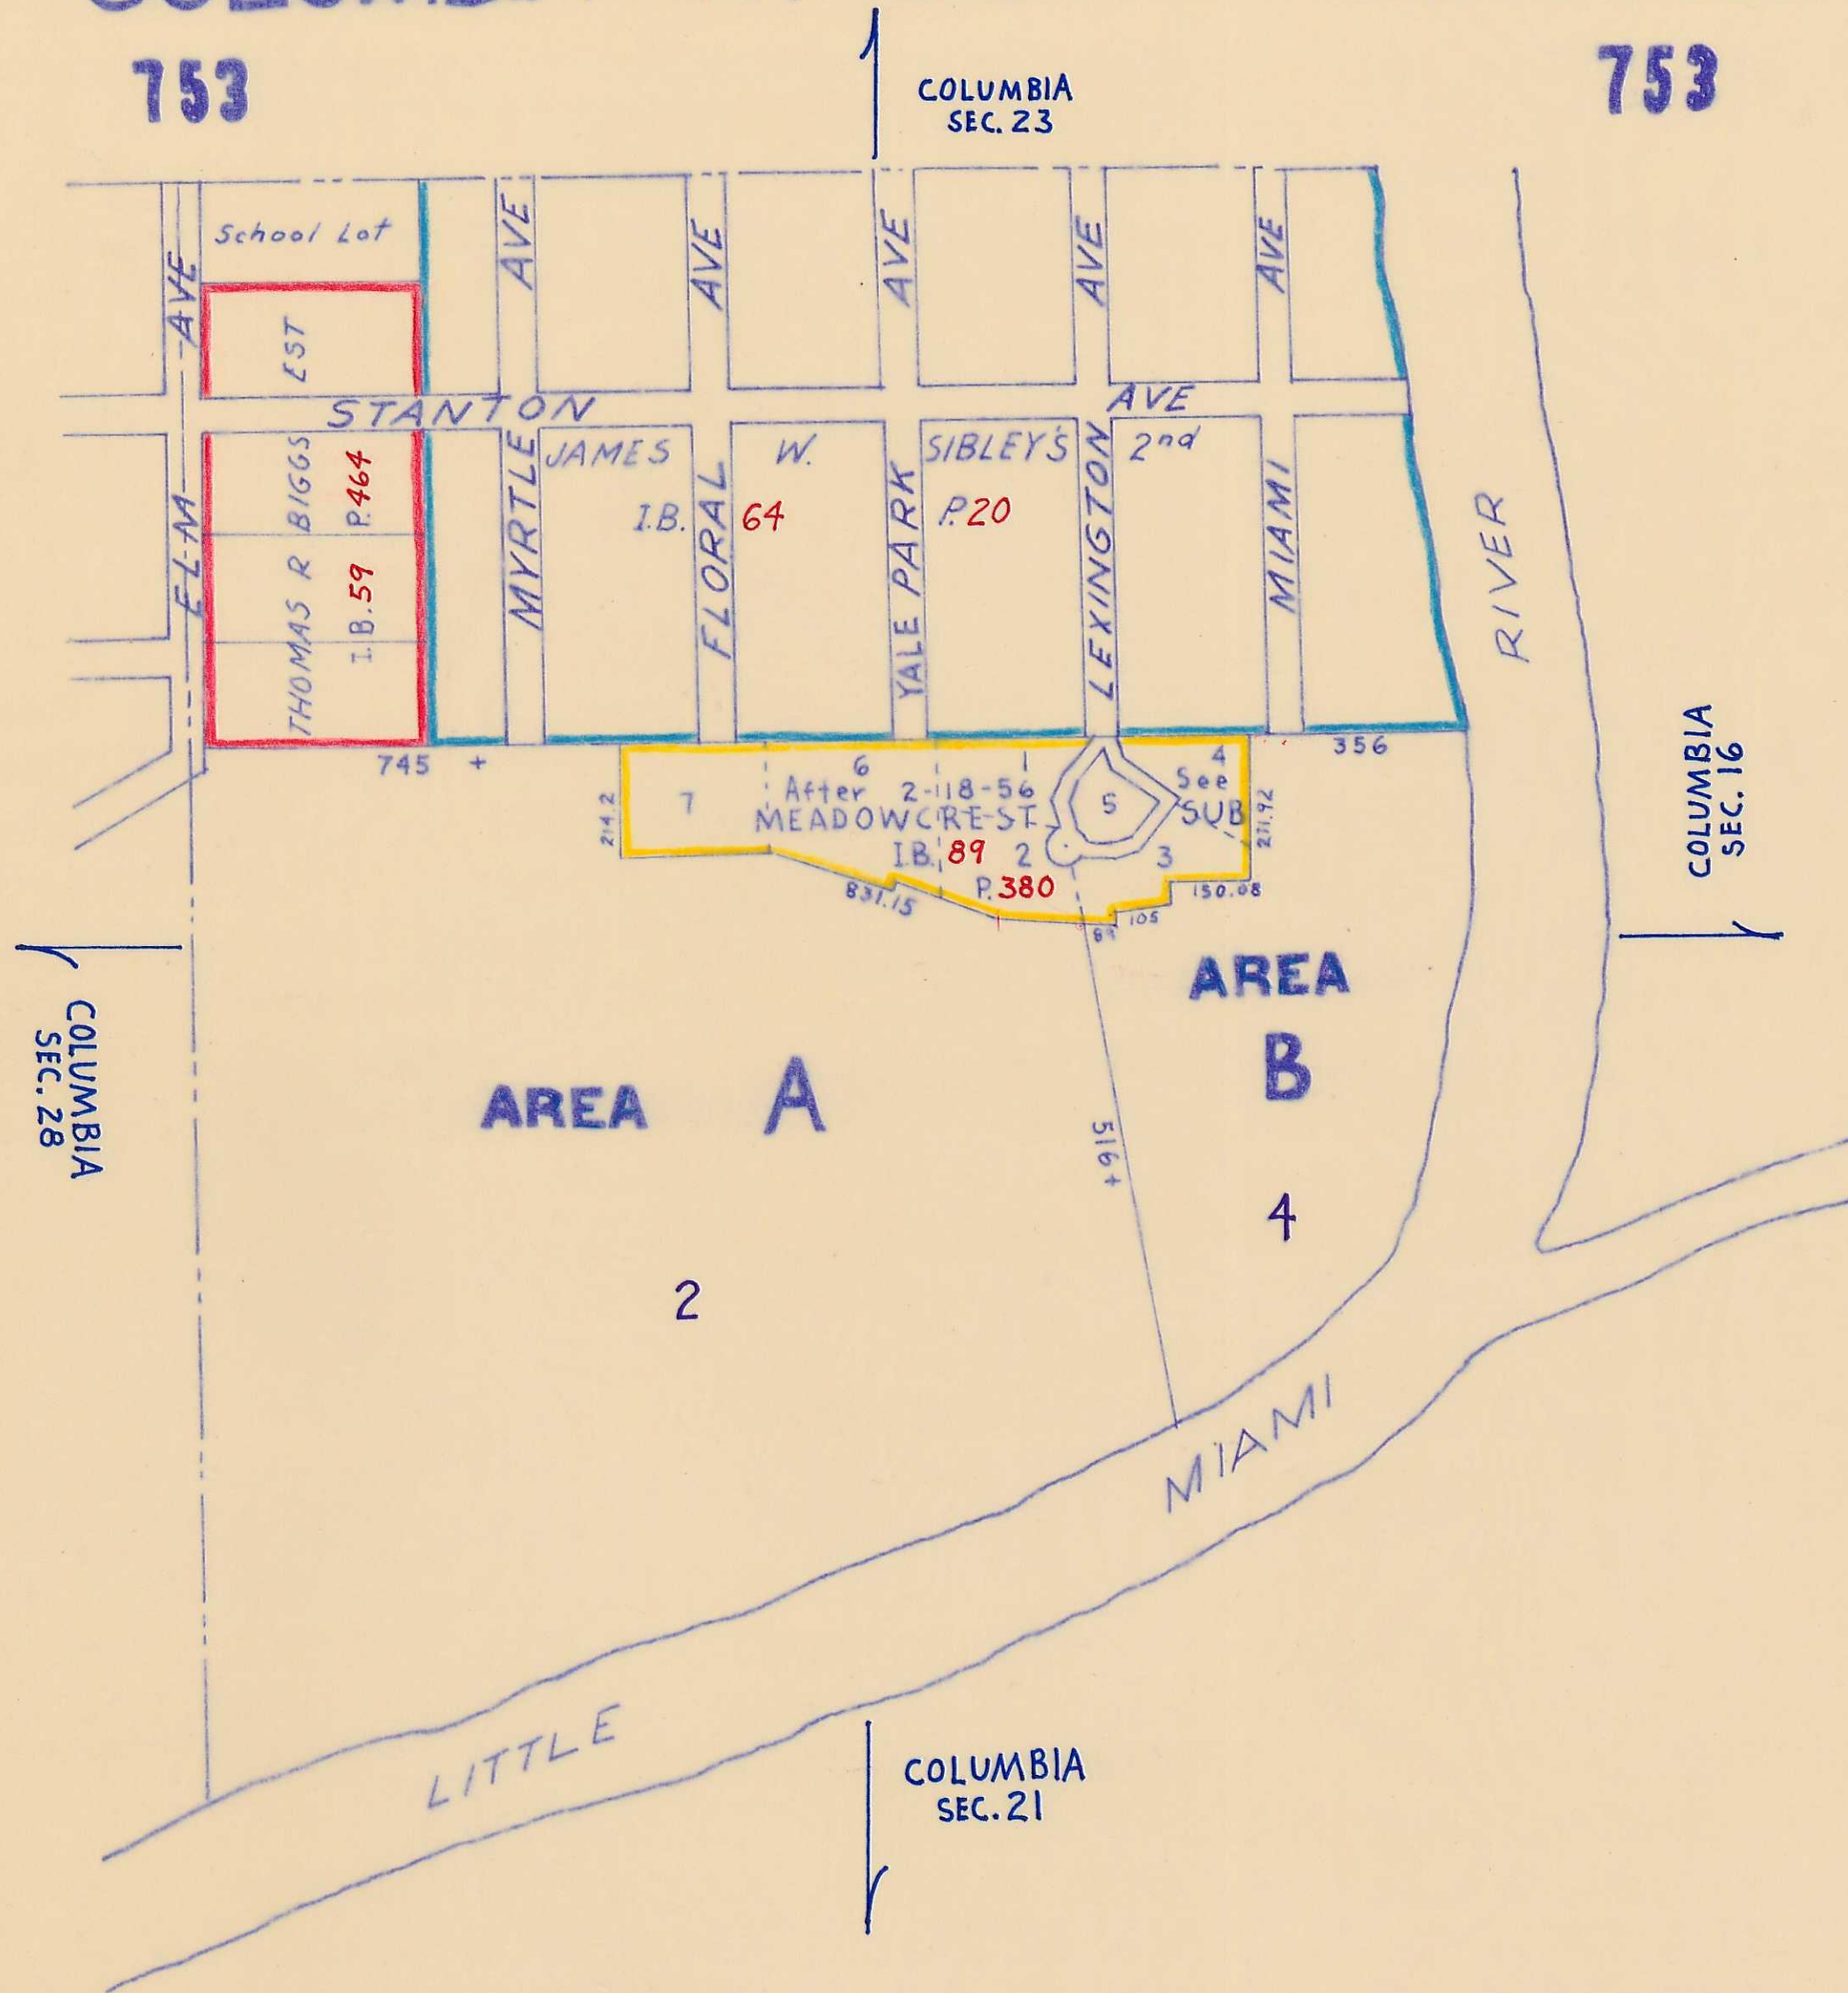 753
753
COLUMBIA
SEC. 23
School Lot
AVE
AVE
AVE
AVE
AVE
AVE
EST
STANTON AVE
ELM
THOMAS R BIGGS
I.B. 59 P. 464
MYRTLE
JAMES W. SIBLEY'S 2nd
I.B. 64 P. 20
FLORAL
YALE PARK
LEXINGTON
MIAMI
RIVER
COLUMBIA
SEC. 16
745 +
356
214.2
7
6
4
After 2-18-56
See
SUB
MEADOWCREST
5
I.B. 89
2
3
P. 380
831.15
150.08
105
COLUMBIA
SEC. 28
AREA A
2
AREA
B
4
516 +
LITTLE MIAMI
COLUMBIA
SEC. 21